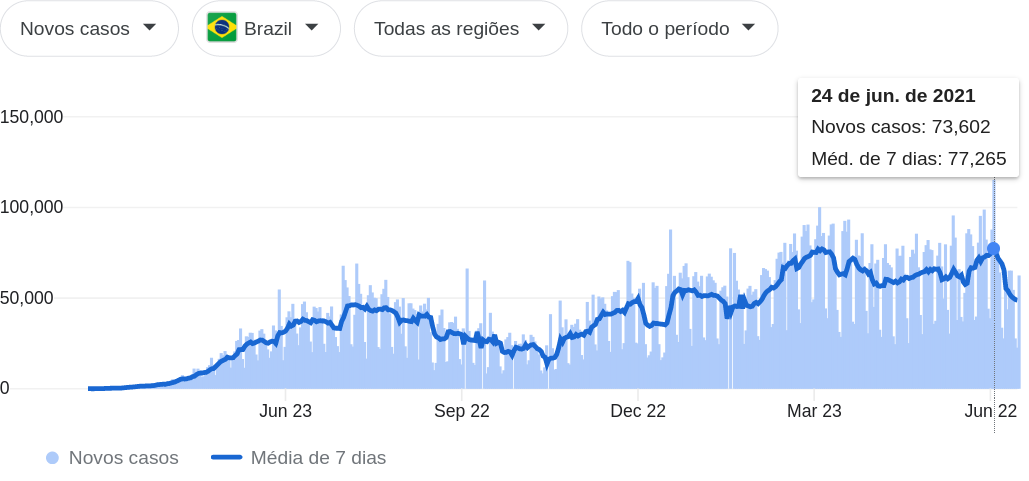 Novos casos
Brazil
Todas as regiões
Todo o período
24 de jun. de 2021
Novos casos: 73,602
Méd. de 7 dias: 77,265
150,000
100,000
50,000
0
Jun 23
Sep 22
Dec 22
Mar 23
Jun 22
Novos casos
Média de 7 dias